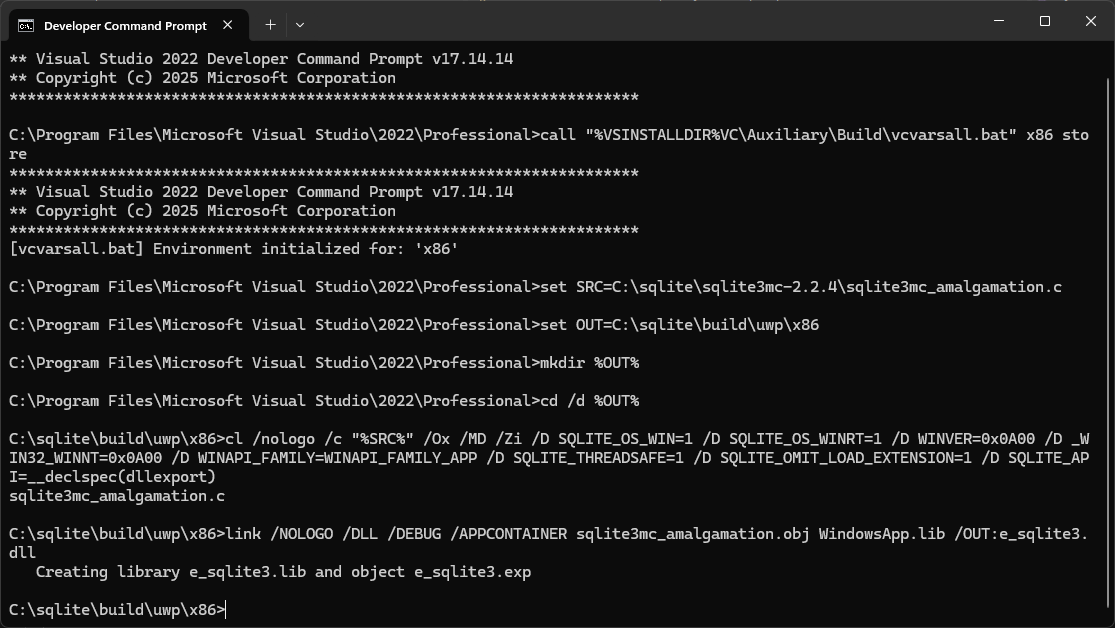 Developer Command Prompt
** Visual Studio 2022 Developer Command Prompt v17.14.14
** Copyright (c) 2025 Microsoft Corporation
**********************************************************************
C:\Program Files\Microsoft Visual Studio\2022\Professional>call "%VSINSTALLDIR%VC\Auxiliary\Build\vcvarsall.bat" x86 sto
re
**********************************************************************
** Visual Studio 2022 Developer Command Prompt v17.14.14
** Copyright (c) 2025 Microsoft Corporation
**********************************************************************
[vcvarsall.bat] Environment initialized for: 'x86'
C:\Program Files\Microsoft Visual Studio\2022\Professional>set SRC=C:\sqlite\sqlite3mc-2.2.4\sqlite3mc_amalgamation.c
C:\Program Files\Microsoft Visual Studio\2022\Professional>set OUT=C:\sqlite\build\uwp\x86
C:\Program Files\Microsoft Visual Studio\2022\Professional>mkdir %OUT%
C:\Program Files\Microsoft Visual Studio\2022\Professional>cd /d %OUT%
C:\sqlite\build\uwp\x86>cl /nologo /c "%SRC%" /Ox /MD /Zi /D SQLITE_OS_WIN=1 /D SQLITE_OS_WINRT=1 /D WINVER=0x0A00 /D _W
IN32_WINNT=0x0A00 /D WINAPI_FAMILY=WINAPI_FAMILY_APP /D SQLITE_THREADSAFE=1 /D SQLITE_OMIT_LOAD_EXTENSION=1 /D SQLITE_AP
I=__declspec(dllexport)
sqlite3mc_amalgamation.c
C:\sqlite\build\uwp\x86>link /NOLOGO /DLL /DEBUG /APPCONTAINER sqlite3mc_amalgamation.obj WindowsApp.lib /OUT:e_sqlite3.
dll
   Creating library e_sqlite3.lib and object e_sqlite3.exp
C:\sqlite\build\uwp\x86>